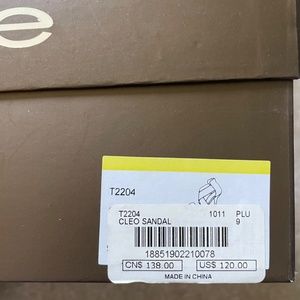 e
T2204
T2204 1011 PLU
CLEO SANDAL 9
18851902210078
CN$ 138.00 US$ 120.00
MADE IN CHINA